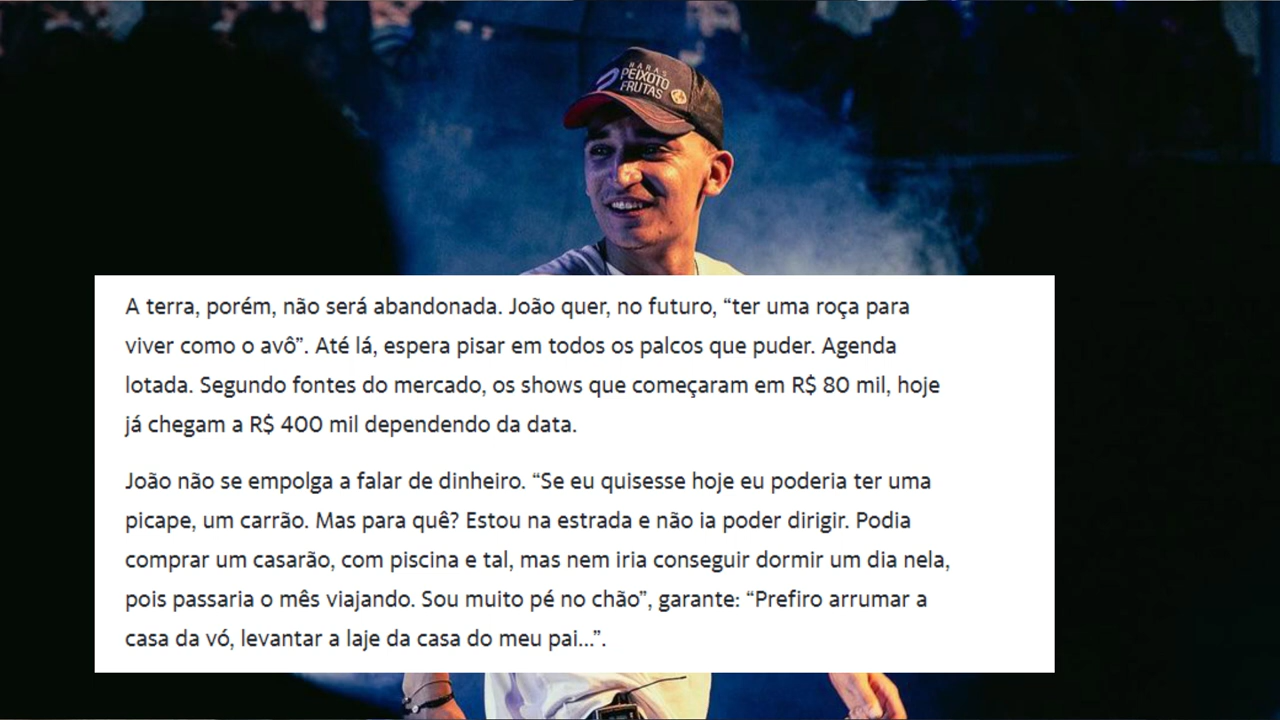 HARAS
PEIXOTO
FRUTAS
A terra, porém, não será abandonada. João quer, no futuro, “ter uma roça para
viver como o avô”. Até lá, espera pisar em todos os palcos que puder. Agenda
lotada. Segundo fontes do mercado, os shows que começaram em R$ 80 mil, hoje
já chegam a R$ 400 mil dependendo da data.
João não se empolga a falar de dinheiro. “Se eu quisesse hoje eu poderia ter uma
picape, um carrão. Mas para quê? Estou na estrada e não ia poder dirigir. Podia
comprar um casarão, com piscina e tal, mas nem iria conseguir dormir um dia nela,
pois passaria o mês viajando. Sou muito pé no chão”, garante: “Prefiro arrumar a
casa da vó, levantar a laje da casa do meu pai...”.